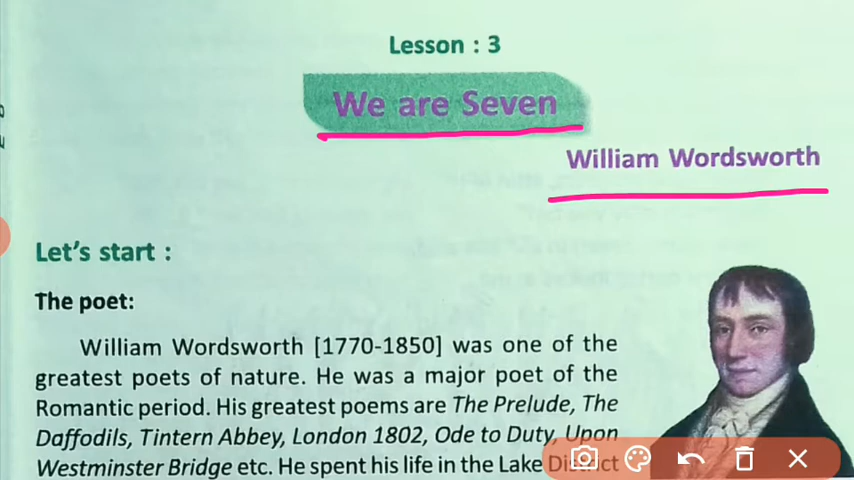 Lesson : 3
We are Seven
William Wordsworth
Let's start :
The poet:
William Wordsworth [1770-1850] was one of the
greatest poets of nature. He was a major poet of the
Romantic period. His greatest poems are The Prelude, The
Daffodils, Tintern Abbey, London 1802, Ode to Duty, Upon
Westminster Bridge etc. He spent his life in the Lake District